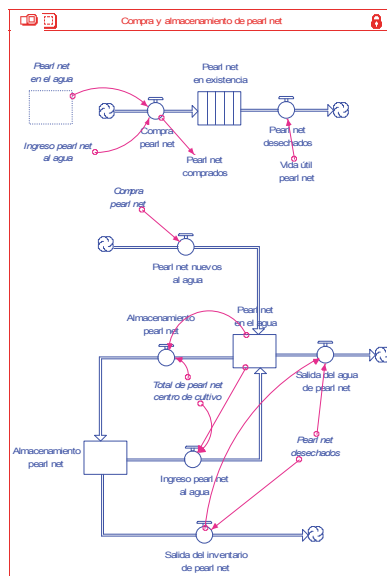 Compra y almacenamiento de pearl net
Pearl net
en el agua
Pearl net
en existencia
Compra
pearl net
Pearl net
desechados
Ingreso pearl net
al agua
Pearl net
comprados
Vida útil
pearl net
Compra
pearl net
Pearl net nuevos
al agua
Almacenamiento
pearl net
Pearl net
en el agua
Total de pearl net
centro de cultivo
Salida del agua
de pearl net
Almacenamiento
pearl net
Pearl net
desechados
Ingreso pearl net
al agua
Salida del inventario
de pearl net